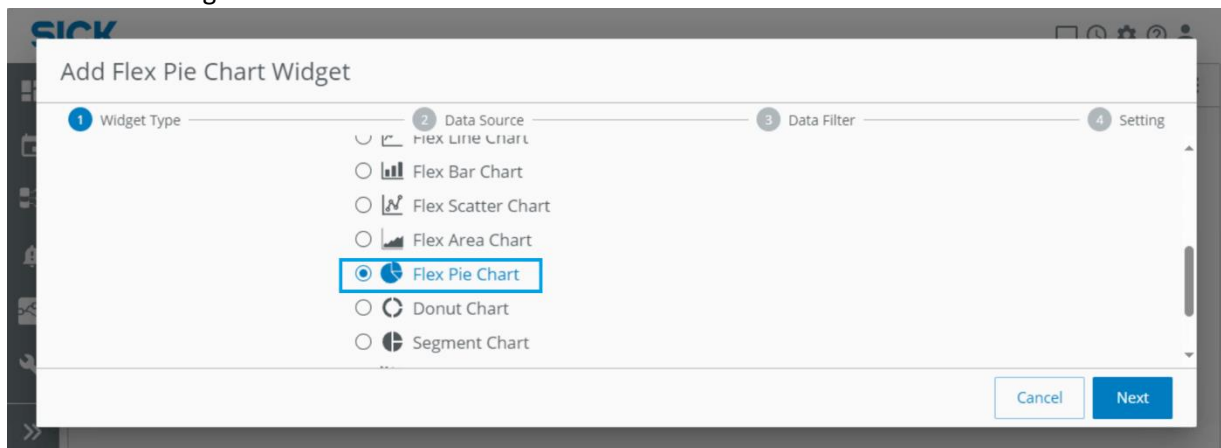 SICK
Add Flex Pie Chart Widget
1 Widget Type 2 Data Source 3 Data Filter 4 Setting
Flex Line Chart
Flex Bar Chart
Flex Scatter Chart
Flex Area Chart
Flex Pie Chart
Donut Chart
Segment Chart
Cancel Next